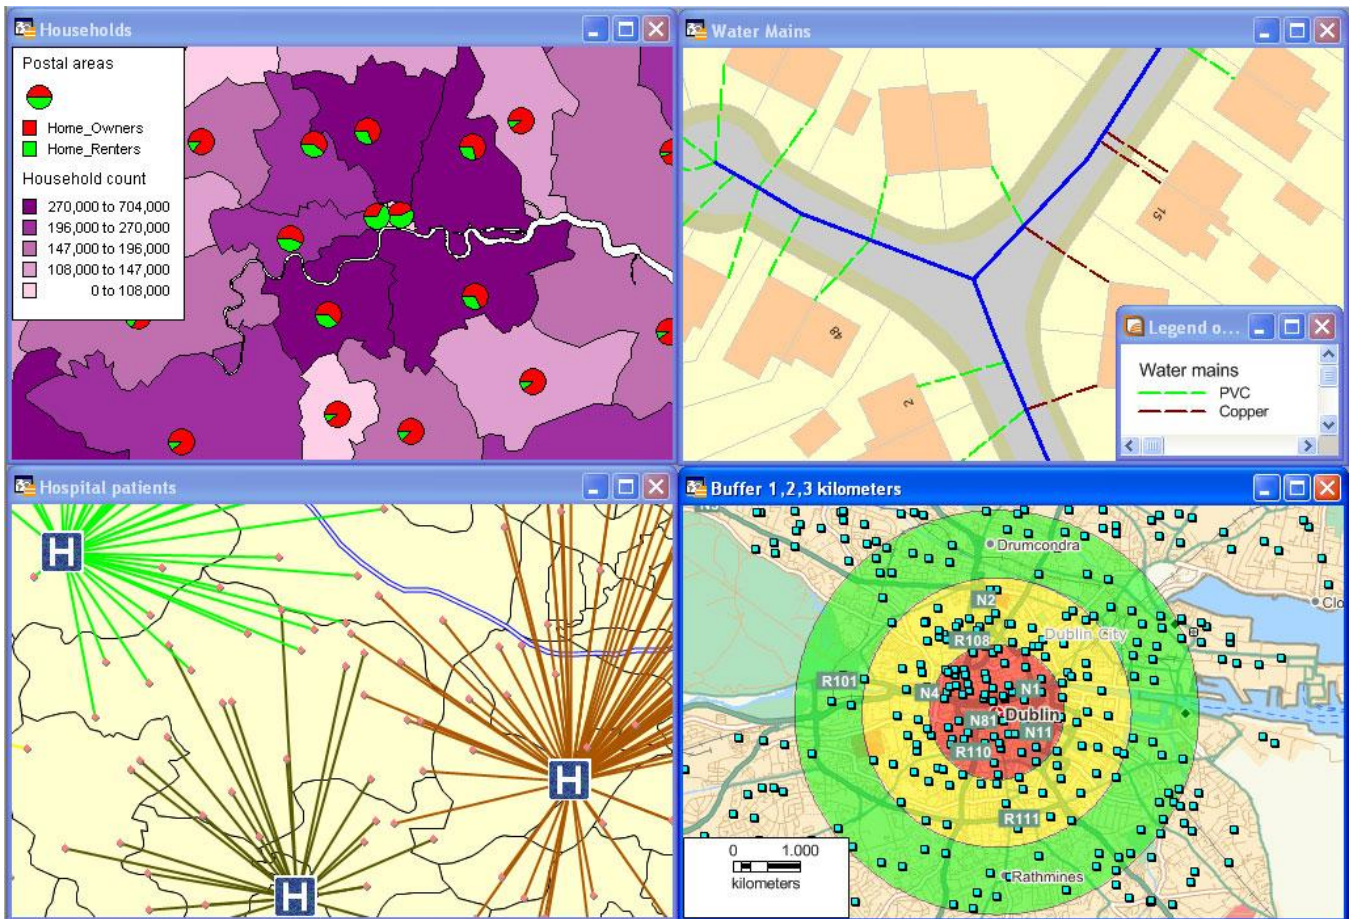 Households
Postal areas
Home_Owners
Home_Renters
Household count
270,000 to 704,000
196,000 to 270,000
147,000 to 196,000
108,000 to 147,000
0 to 108,000
Water Mains
15
48
2
Legend o...
Water mains
PVC
Copper
Hospital patients
H
H
H
Buffer 1,2,3 kilometers
Drumcondra
N2
Clo
Dublin City
R108
R101
N4
N1
Dublin
N81
N11
R110
R111
Rathmines
0 1.000
kilometers